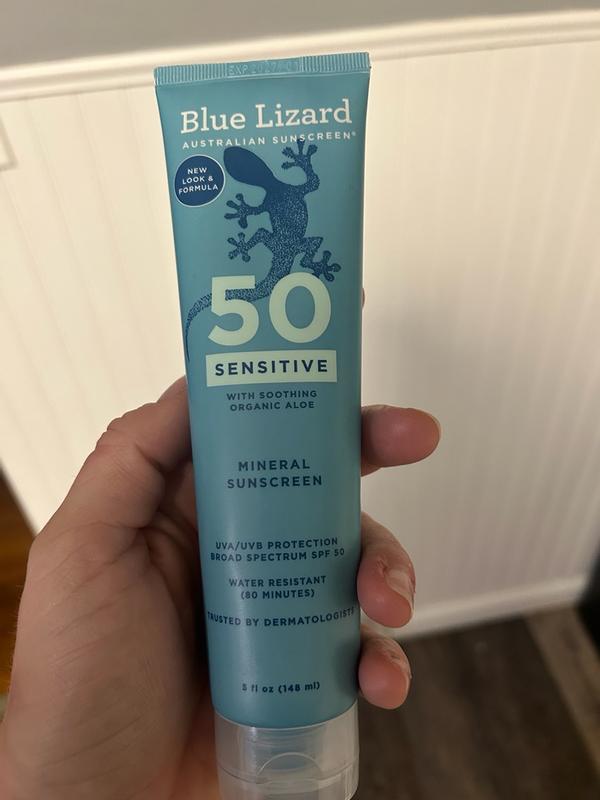 Blue Lizard
AUSTRALIAN SUNSCREEN®
NEW
LOOK &
FORMULA
50
SENSITIVE
WITH SOOTHING
ORGANIC ALOE
MINERAL
SUNSCREEN
UVA/UVB PROTECTION
BROAD SPECTRUM SPF 50
WATER RESISTANT
(80 MINUTES)
TRUSTED BY DERMATOLOGISTS
5 fl oz (148 ml)